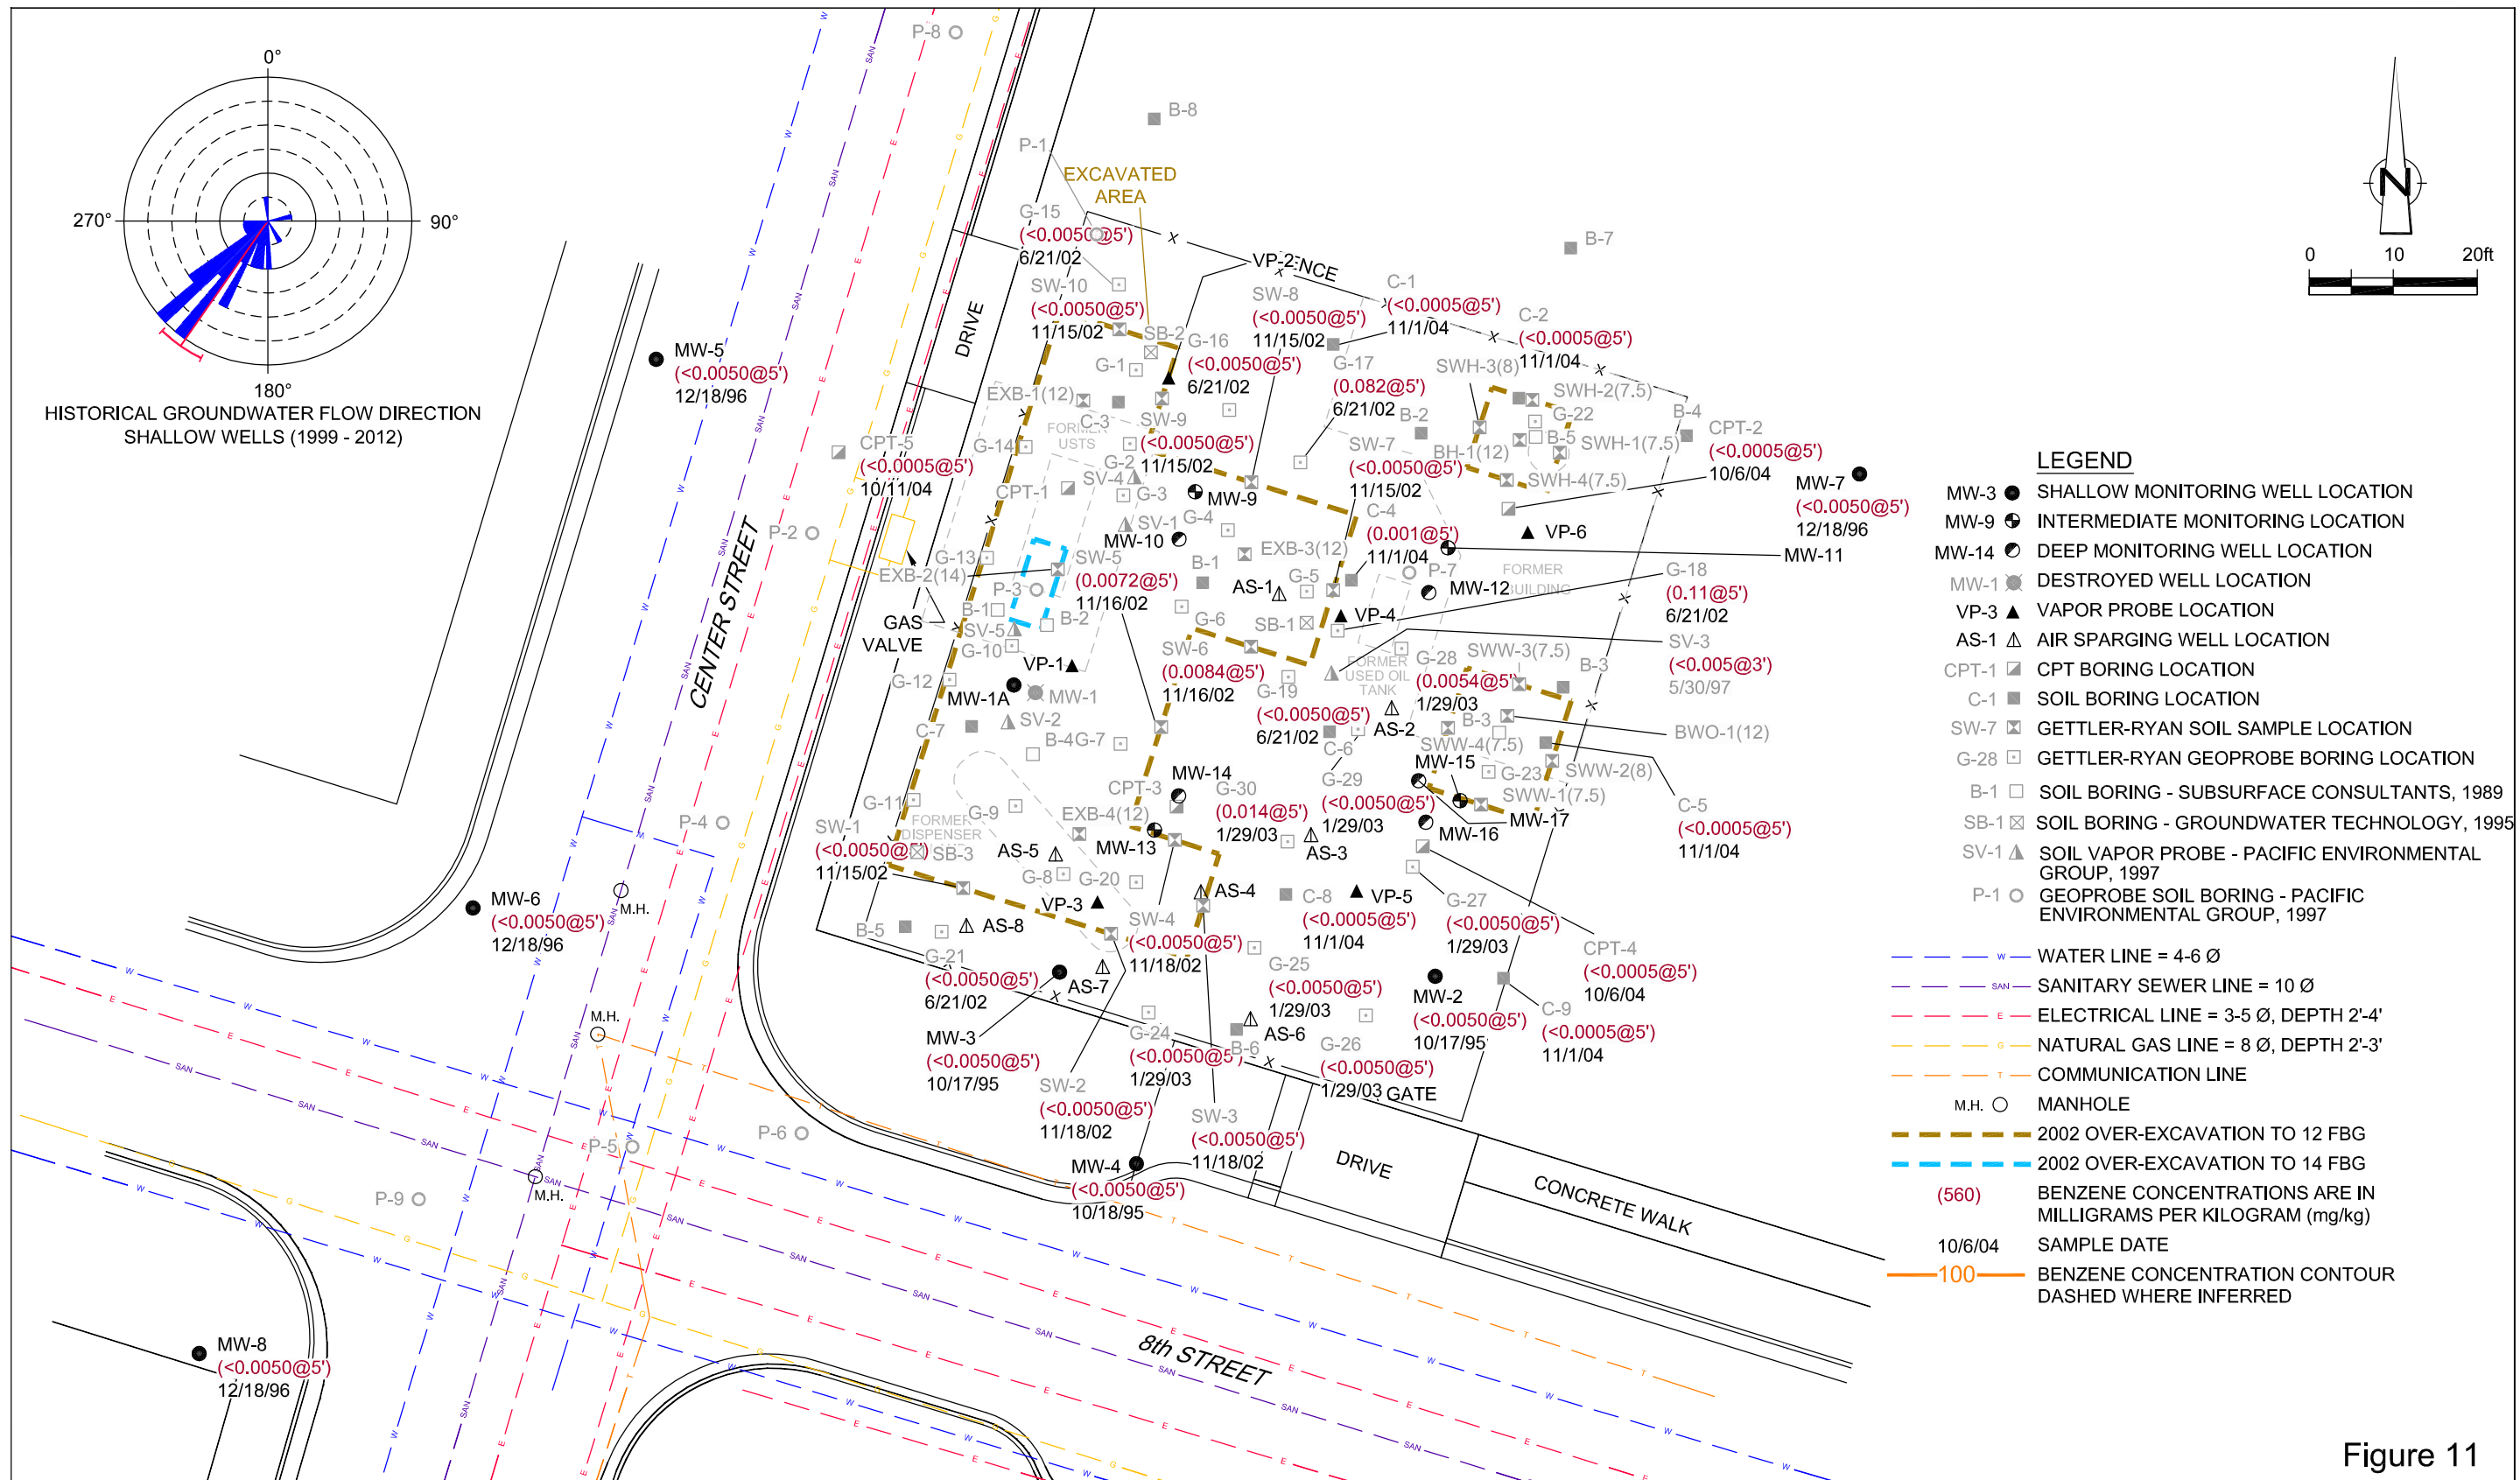 0°
270°
90°
180°
HISTORICAL GROUNDWATER FLOW DIRECTION
SHALLOW WELLS (1999 - 2012)
P-8
B-8
P-1
EXCAVATED
AREA
N
0 10 20ft
G-15
(<0.0050@5')
6/21/02
B-7
VP-2
FENCE
SW-10
(<0.0050@5')
11/15/02
SW-8
(<0.0050@5')
11/15/02
C-1
(<0.0005@5')
11/1/04
C-2
(<0.0005@5')
11/1/04
DRIVE
SB-2
G-1
G-16
(<0.0050@5')
6/21/02
G-17
(0.082@5')
6/21/02
SWH-3(8)
SWH-2(7.5)
MW-5
(<0.0050@5')
12/18/96
EXB-1(12)
C-3
SW-9
(<0.0050@5')
11/15/02
B-2
G-22
B-5
SWH-1(7.5)
B-4
CPT-2
(<0.0005@5')
10/6/04
FORMER
USTS
CPT-5
(<0.0005@5')
10/11/04
G-14
G-2
SV-4
G-3
SW-7
(<0.0050@5')
11/15/02
BH-1(12)
SWH-4(7.5)
MW-7
(<0.0050@5')
12/18/96
CPT-1
MW-9
SV-1
G-4
C-4
(0.001@5')
11/1/04
VP-6
MW-11
P-2
MW-10
G-13
EXB-2(14)
SW-5
(0.0072@5')
11/16/02
EXB-3(12)
B-1
AS-1
G-5
P-7
MW-12
FORMER
BUILDING
G-18
(0.11@5')
6/21/02
P-3
B-1
B-2
VP-4
GAS
VALVE
SV-5
G-10
G-6
SB-1
SV-3
(<0.005@3')
5/30/97
VP-1
SW-6
(0.0084@5')
11/16/02
FORMER
USED OIL
TANK
G-28
(0.0054@5')
1/29/03
SWW-3(7.5)
B-3
CENTER STREET
G-12
MW-1A
MW-1
G-19
(<0.0050@5')
6/21/02
AS-2
B-3
BWO-1(12)
C-7
SV-2
B-4
G-7
C-6
SWW-4(7.5)
MW-15
G-23
SWW-2(8)
CPT-3
MW-14
G-30
(0.014@5')
1/29/03
G-29
(<0.0050@5')
1/29/03
SWW-1(7.5)
MW-17
MW-16
C-5
(<0.0005@5')
11/1/04
G-11
G-9
EXB-4(12)
P-4
FORMER
DISPENSER
SW-1
(<0.0050@5')
11/15/02
SB-3
AS-5
MW-13
AS-3
G-8
G-20
VP-3
AS-4
C-8
(<0.0005@5')
11/1/04
VP-5
G-27
(<0.0050@5')
1/29/03
MW-6
(<0.0050@5')
12/18/96
M.H.
B-5
AS-8
SW-4
(<0.0050@5')
11/18/02
CPT-4
(<0.0005@5')
10/6/04
G-21
(<0.0050@5')
6/21/02
AS-7
G-25
(<0.0050@5')
1/29/03
MW-2
(<0.0050@5')
10/17/95
C-9
(<0.0005@5')
11/1/04
M.H.
MW-3
(<0.0050@5')
10/17/95
G-24
(<0.0050@5')
1/29/03
AS-6
B-6
G-26
(<0.0050@5')
1/29/03
GATE
SW-2
(<0.0050@5')
11/18/02
SW-3
(<0.0050@5')
11/18/02
P-6
P-5
MW-4
(<0.0050@5')
10/18/95
DRIVE
CONCRETE WALK
P-9
M.H.
8th STREET
MW-8
(<0.0050@5')
12/18/96
LEGEND
MW-3 SHALLOW MONITORING WELL LOCATION
MW-9 INTERMEDIATE MONITORING LOCATION
MW-14 DEEP MONITORING WELL LOCATION
MW-1 DESTROYED WELL LOCATION
VP-3 VAPOR PROBE LOCATION
AS-1 AIR SPARGING WELL LOCATION
CPT-1 CPT BORING LOCATION
C-1 SOIL BORING LOCATION
SW-7 GETTLER-RYAN SOIL SAMPLE LOCATION
G-28 GETTLER-RYAN GEOPROBE BORING LOCATION
B-1 SOIL BORING - SUBSURFACE CONSULTANTS, 1989
SB-1 SOIL BORING - GROUNDWATER TECHNOLOGY, 1995
SV-1 SOIL VAPOR PROBE - PACIFIC ENVIRONMENTAL
GROUP, 1997
P-1 GEOPROBE SOIL BORING - PACIFIC
ENVIRONMENTAL GROUP, 1997
W WATER LINE = 4-6 Ø
SAN SANITARY SEWER LINE = 10 Ø
E ELECTRICAL LINE = 3-5 Ø, DEPTH 2'-4'
G NATURAL GAS LINE = 8 Ø, DEPTH 2'-3'
T COMMUNICATION LINE
M.H. MANHOLE
2002 OVER-EXCAVATION TO 12 FBG
2002 OVER-EXCAVATION TO 14 FBG
(560) BENZENE CONCENTRATIONS ARE IN
MILLIGRAMS PER KILOGRAM (mg/kg)
10/6/04 SAMPLE DATE
100 BENZENE CONCENTRATION CONTOUR
DASHED WHERE INFERRED
Figure 11